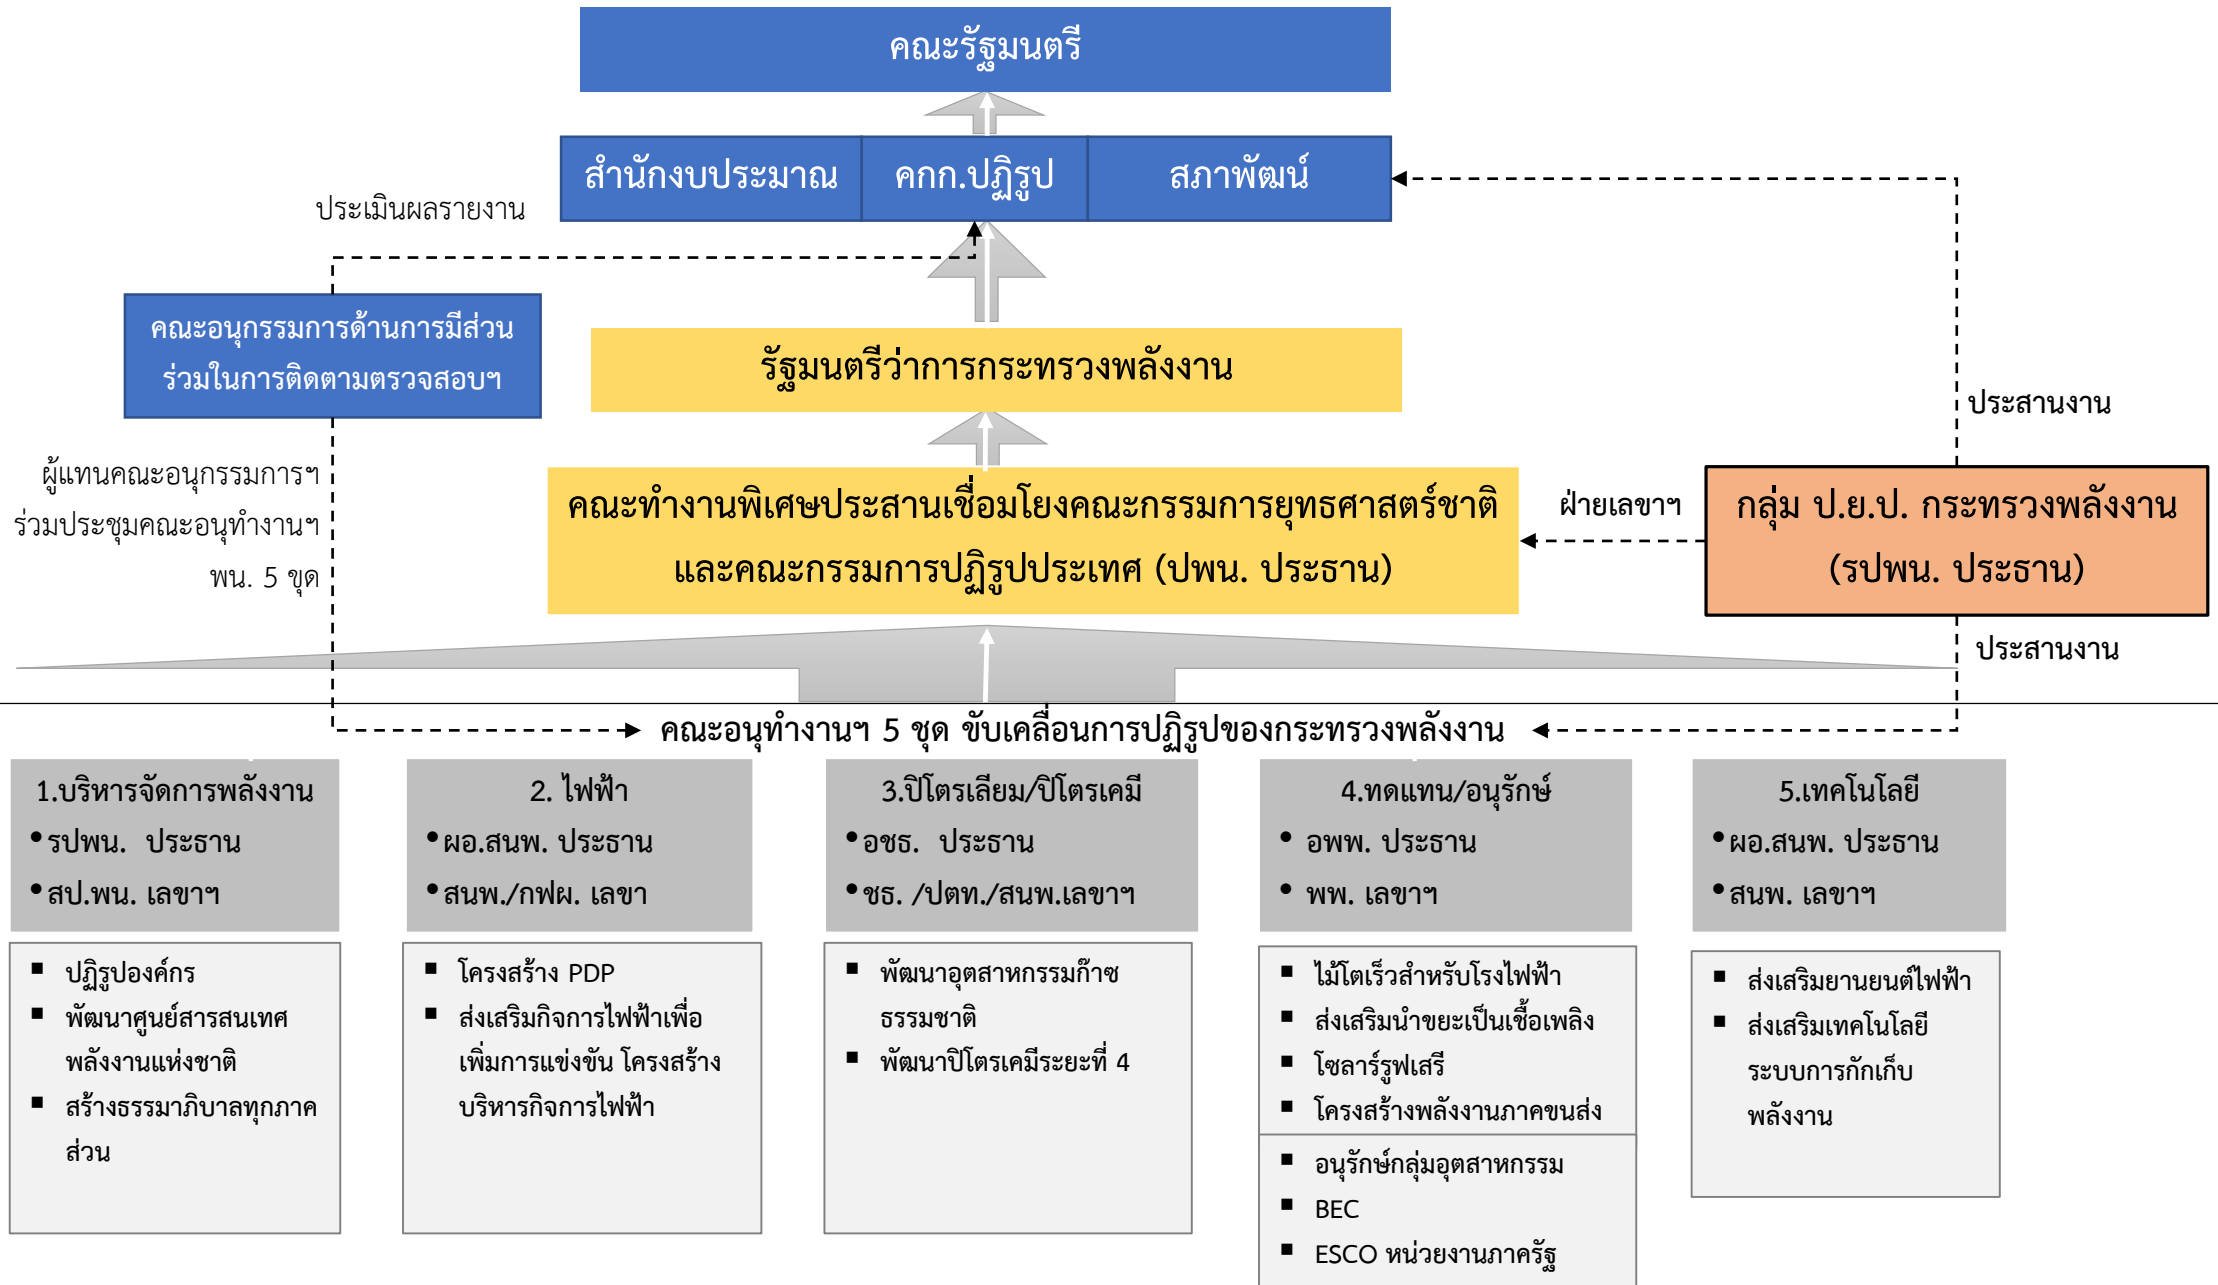 คณะรัฐมนตรี
สำนักงบประมาณ
คกก.ปฏิรูป
สภาพัฒน์
ประเมินผลรายงาน
คณะอนุกรรมการด้านการมีส่วน
ร่วมในการติดตามตรวจสอบฯ
รัฐมนตรีว่าการกระทรวงพลังงาน
ประสานงาน
ผู้แทนคณะอนุกรรมการฯ
ร่วมประชุมคณะอนุทำงานฯ
พน. 5 ชุด
คณะทำงานพิเศษประสานเชื่อมโยงคณะกรรมการยุทธศาสตร์ชาติ
และคณะกรรมการปฏิรูปประเทศ (ปพน. ประธาน)
ฝ่ายเลขาฯ
กลุ่ม ป.ย.ป. กระทรวงพลังงาน
(รปพน. ประธาน)
ประสานงาน
คณะอนุทำงานฯ 5 ชุด ขับเคลื่อนการปฏิรูปของกระทรวงพลังงาน
1.บริหารจัดการพลังงาน
•รปพน. ประธาน
•สป.พน. เลขาฯ
▪ ปฏิรูปองค์กร
▪ พัฒนาศูนย์สารสนเทศ
พลังงานแห่งชาติ
▪ สร้างธรรมาภิบาลทุกภาค
ส่วน
2. ไฟฟ้า
•ผอ.สนพ. ประธาน
•สนพ./กฟผ. เลขา
▪ โครงสร้าง PDP
▪ ส่งเสริมกิจการไฟฟ้าเพื่อ
เพิ่มการแข่งขัน โครงสร้าง
บริหารกิจการไฟฟ้า
3.ปิโตรเลียม/ปิโตรเคมี
•อชธ. ประธาน
•ชธ. /ปตท./สนพ.เลขาฯ
▪ พัฒนาอุตสาหกรรมก๊าซ
ธรรมชาติ
▪ พัฒนาปิโตรเคมีระยะที่ 4
4.ทดแทน/อนุรักษ์
• อพพ. ประธาน
• พพ. เลขาฯ
▪ ไม้โตเร็วสำหรับโรงไฟฟ้า
▪ ส่งเสริมนำขยะเป็นเชื้อเพลิง
▪ โซลาร์รูฟเสรี
▪ โครงสร้างพลังงานภาคขนส่ง
▪ อนุรักษ์กลุ่มอุตสาหกรรม
▪ BEC
▪ ESCO หน่วยงานภาครัฐ
5.เทคโนโลยี
•ผอ.สนพ. ประธาน
•สนพ. เลขาฯ
▪ ส่งเสริมยานยนต์ไฟฟ้า
▪ ส่งเสริมเทคโนโลยี
ระบบการกักเก็บ
พลังงาน